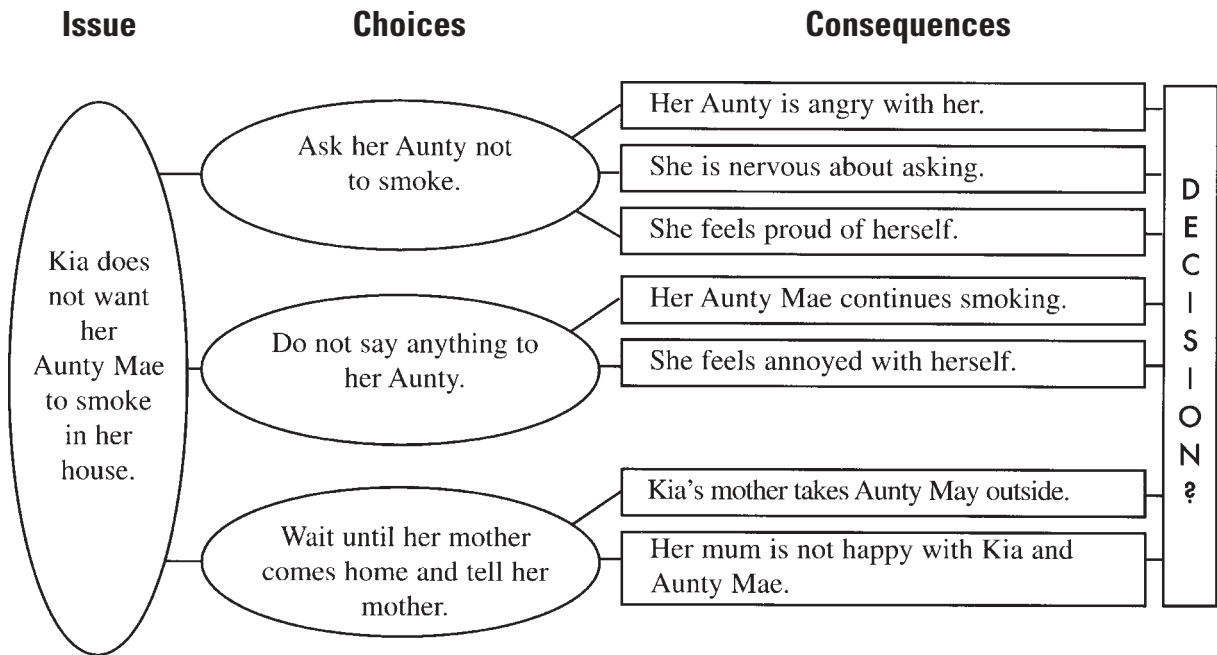 Issue
Choices
Consequences
Kia does
not want
her
Aunty Mae
to smoke
in her
house.
Ask her Aunty not
to smoke.
Her Aunty is angry with her.
She is nervous about asking.
She feels proud of herself.
Do not say anything to
her Aunty.
Her Aunty Mae continues smoking.
She feels annoyed with herself.
Wait until her mother
comes home and tell her
mother.
Kia's mother takes Aunty May outside.
Her mum is not happy with Kia and
Aunty Mae.
DECISION?